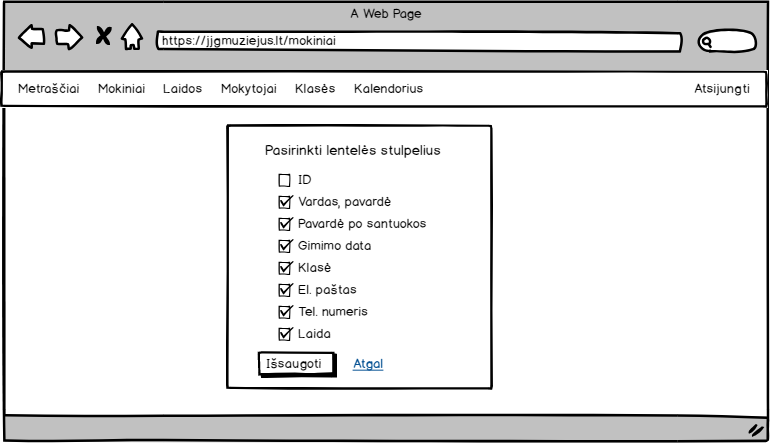 A Web Page
https://jjgmuziejus.lt/mokiniai
Metraščiai Mokiniai Laidos Mokytojai Klasės Kalendorius Atsijungti
Pasirinkti lentelės stulpelius
ID
Vardas, pavardė
Pavardė po santuokos
Gimimo data
Klasė
El. paštas
Tel. numeris
Laida
Išsaugoti Atgal